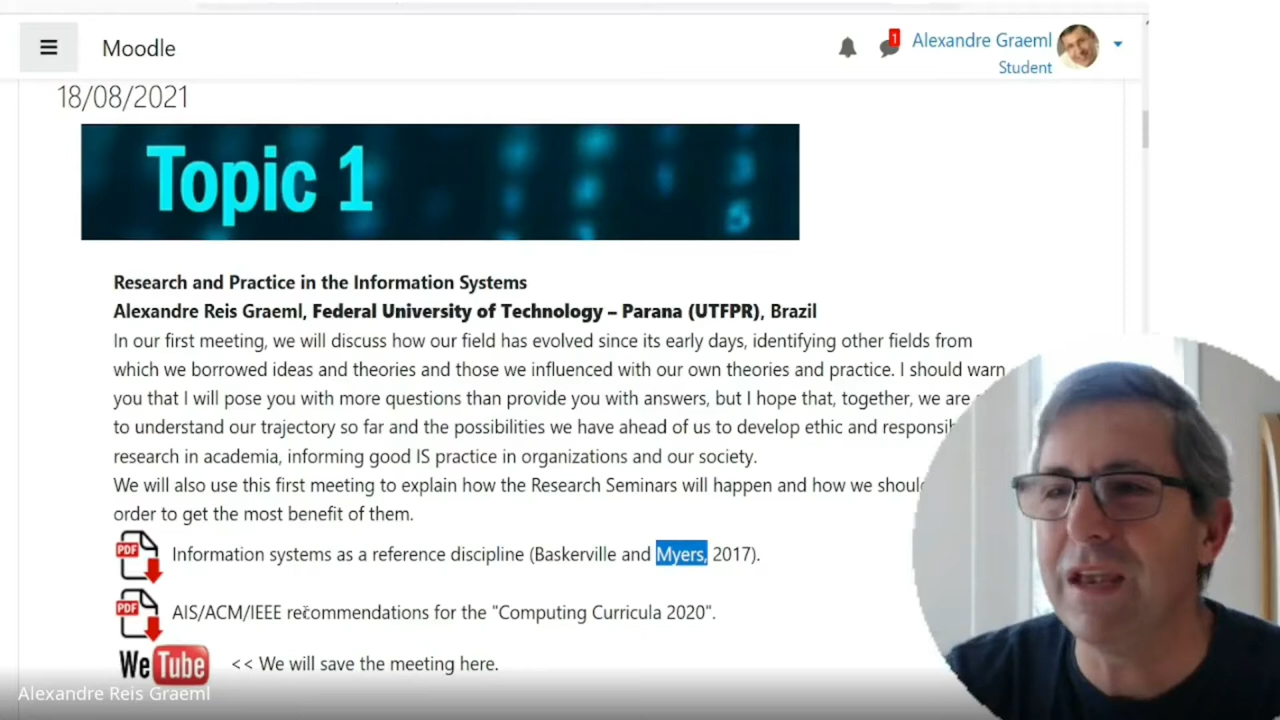 Moodle
1
Alexandre Graeml
Student
18/08/2021
Topic 1
Research and Practice in the Information Systems
Alexandre Reis Graeml, Federal University of Technology – Parana (UTFPR), Brazil
In our first meeting, we will discuss how our field has evolved since its early days, identifying other fields from
which we borrowed ideas and theories and those we influenced with our own theories and practice. I should warn
you that I will pose you with more questions than provide you with answers, but I hope that, together, we are
to understand our trajectory so far and the possibilities we have ahead of us to develop ethic and
research in academia, informing good IS practice in organizations and our society.
We will also use this first meeting to explain how the Research Seminars will happen and how we
order to get the most benefit of them.
PDF Information systems as a reference discipline (Baskerville and Myers, 2017).
PDF AIS/ACM/IEEE recommendations for the "Computing Curricula 2020".
WeTube << We will save the meeting here.
Alexandre Reis Graeml